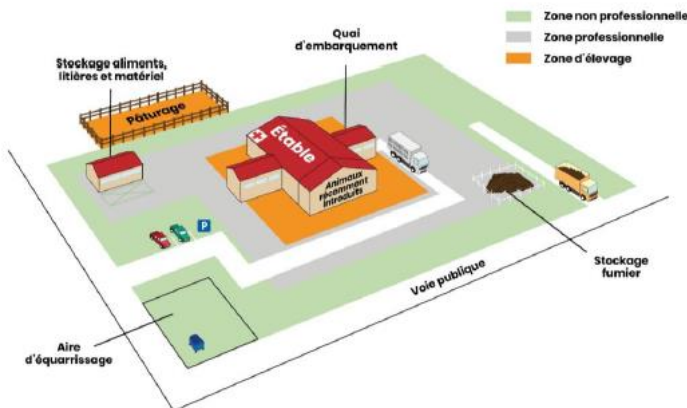 Zone non professionnelle
Zone professionnelle
Zone d'élevage
Quai
d'embarquement
Stockage aliments,
litières et matériel
Pâturage
Étable
Animaux
récemment
introduits
P
Stockage
fumier
Voie publique
Aire
d'équarrissage